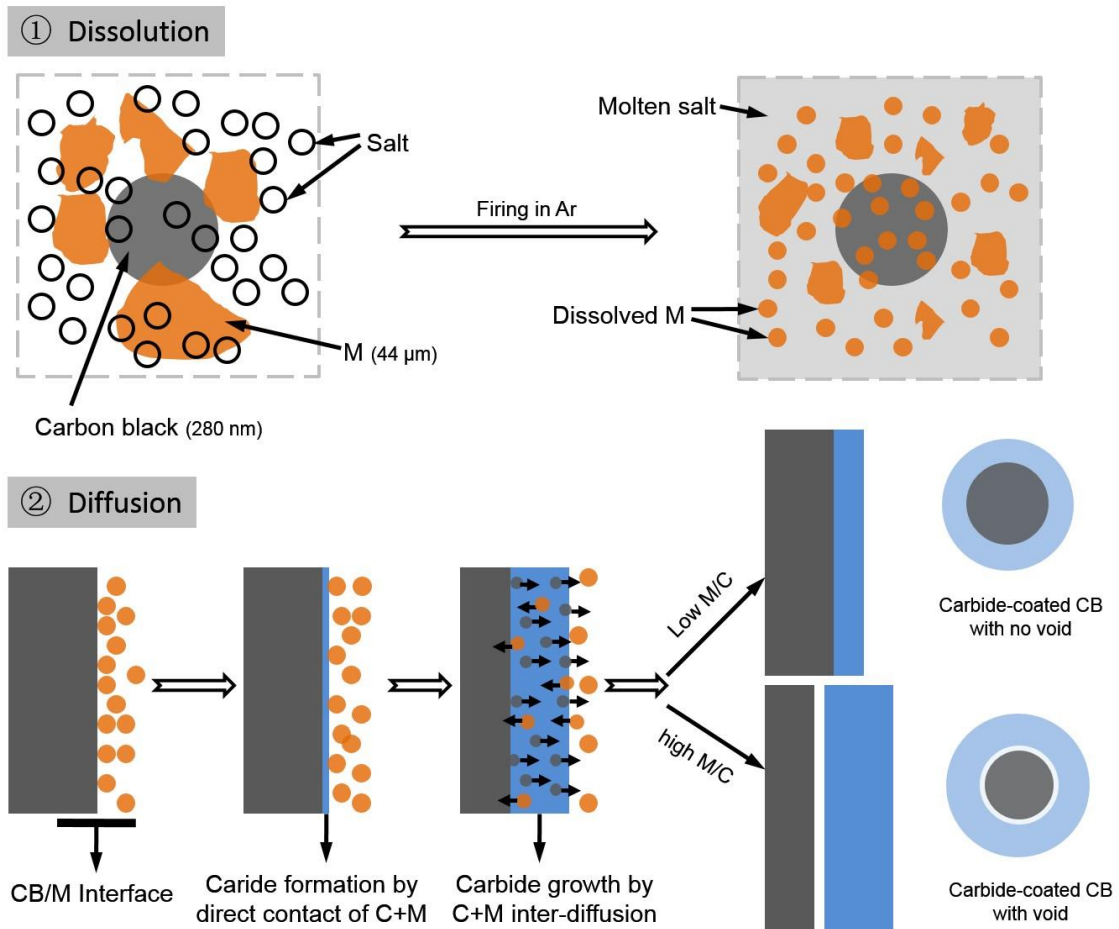 ① Dissolution
Salt
M (44 μm)
Carbon black (280 nm)
Firing in Ar
Molten salt
Dissolved M
② Diffusion
CB/M Interface
Caride formation by
direct contact of C+M
Carbide growth by
C+M inter-diffusion
Low M/C
high M/C
Carbide-coated CB
with no void
Carbide-coated CB
with void